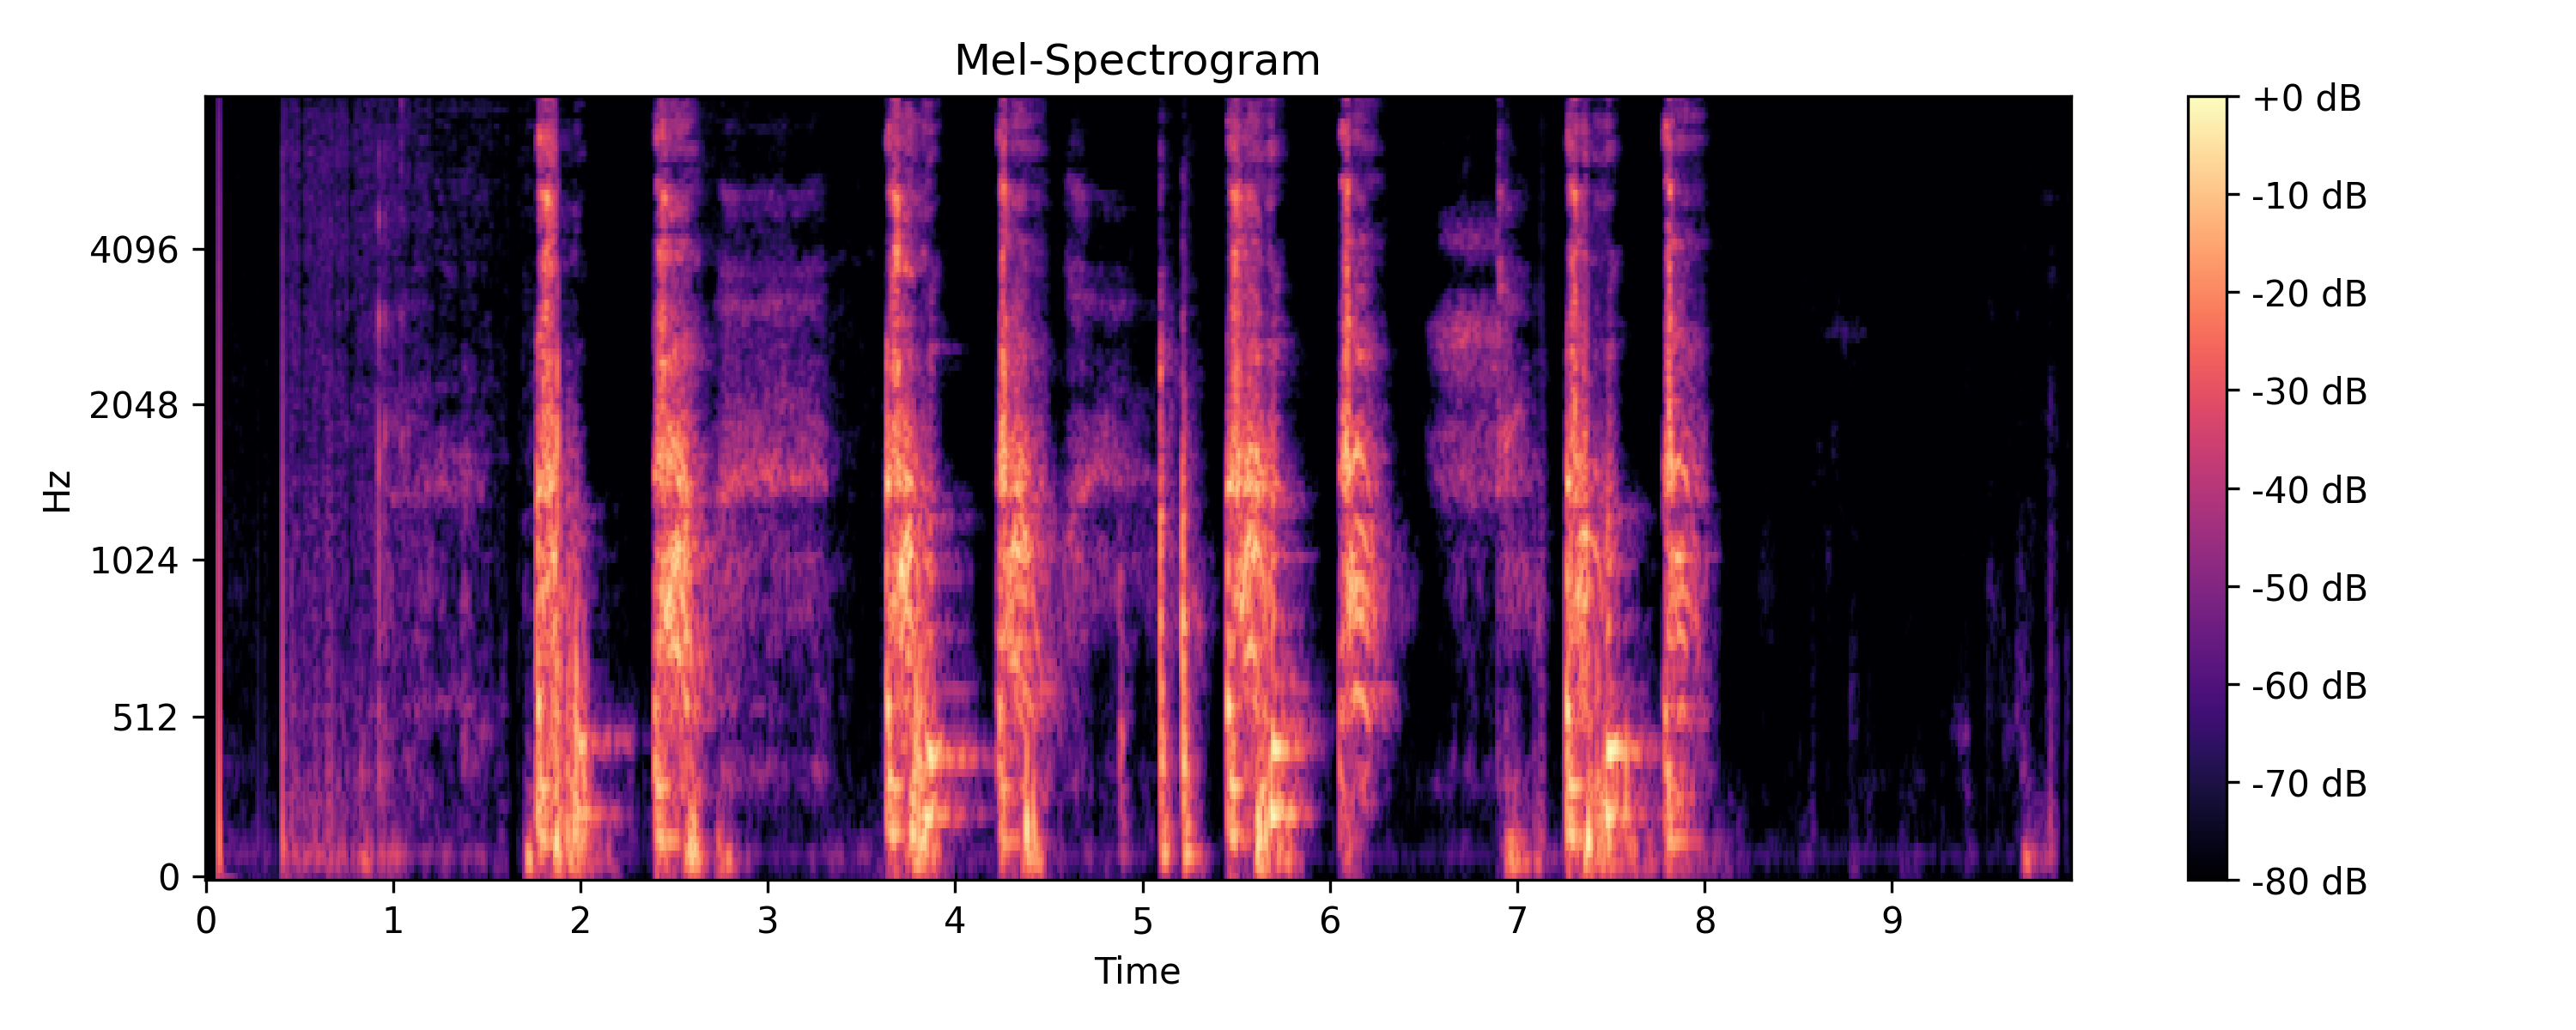 Mel-Spectrogram
+0 dB
-10 dB
-20 dB
-30 dB
-40 dB
-50 dB
-60 dB
-70 dB
-80 dB
4096
2048
1024
512
0
Hz
0 1 2 3 4 5 6 7 8 9
Time